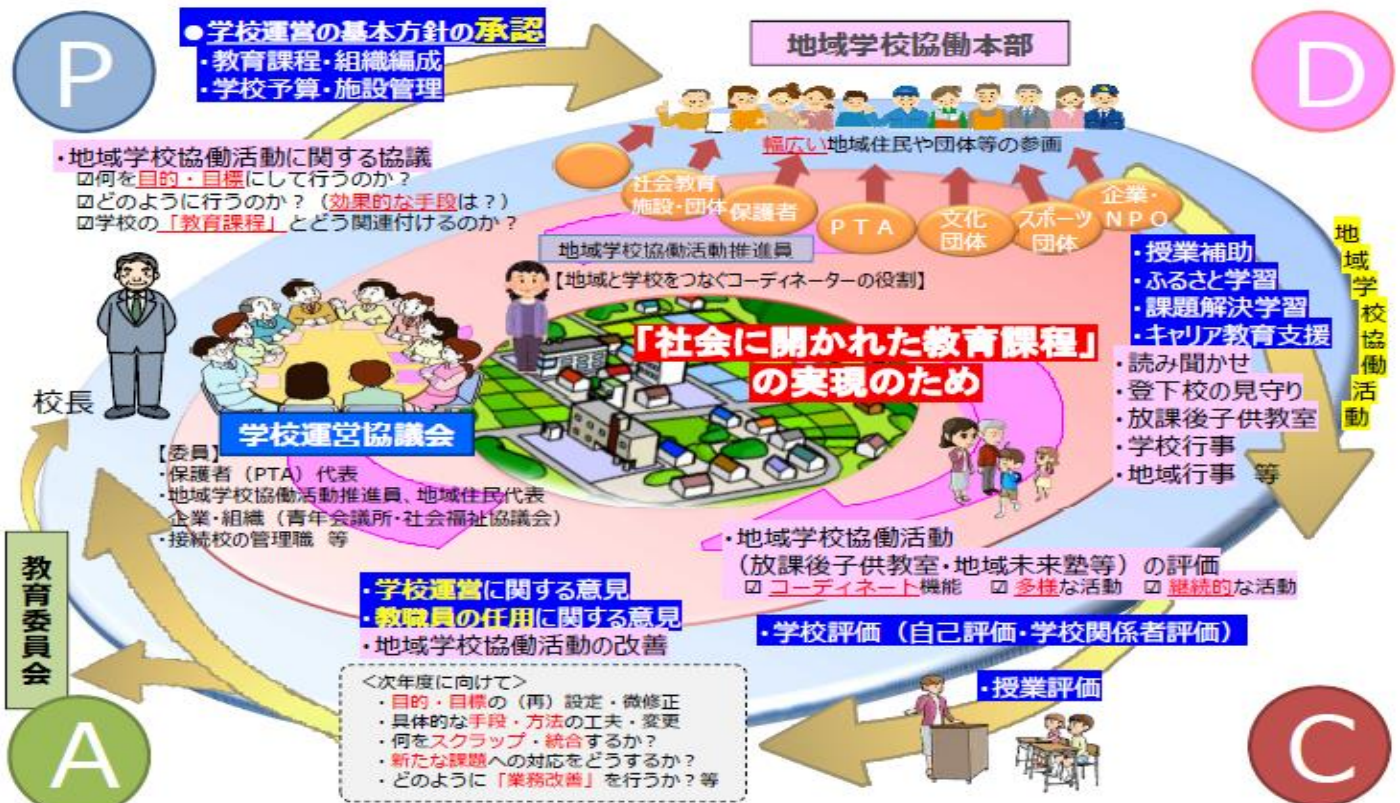 P
●学校運営の基本方針の承認
・教育課程・組織編成
・学校予算・施設管理
地域学校協働本部
D
・地域学校協働活動に関する協議
☑何を目的・目標にして行うのか？
☑どのように行うのか？（効果的な手段は？）
☑学校の「教育課程」とどう関連付けるのか？
幅広い地域住民や団体等の参画
社会教育
施設・団体
保護者
PTA
文化
団体
スポーツ
団体
企業・
NPO
地域学校協働活動推進員
【地域と学校をつなぐコーディネーターの役割】
「社会に開かれた教育課程」
の実現のため
・授業補助
・ふるさと学習
・課題解決学習
・キャリア教育支援
・読み聞かせ
・登下校の見守り
・放課後子供教室
・学校行事
・地域行事 等
地域学校協働活動
校長
学校運営協議会
【委員】
・保護者（PTA）代表
・地域学校協働活動推進員、地域住民代表
・企業・組織（青年会議所・社会福祉協議会）
・接続校の管理職 等
教育委員会
・地域学校協働活動
（放課後子供教室・地域未来塾等）の評価
☑ コーディネート機能 ☑ 多様な活動 ☑ 継続的な活動
・学校評価（自己評価・学校関係者評価）
・授業評価
C
・学校運営に関する意見
・教職員の任用に関する意見
・地域学校協働活動の改善
＜次年度に向けて＞
・目的・目標の（再）設定・微修正
・具体的な手段・方法の工夫・変更
・何をスクラップ・統合するか？
・新たな課題への対応をどうするか？
・どのように「業務改善」を行うか？等
A